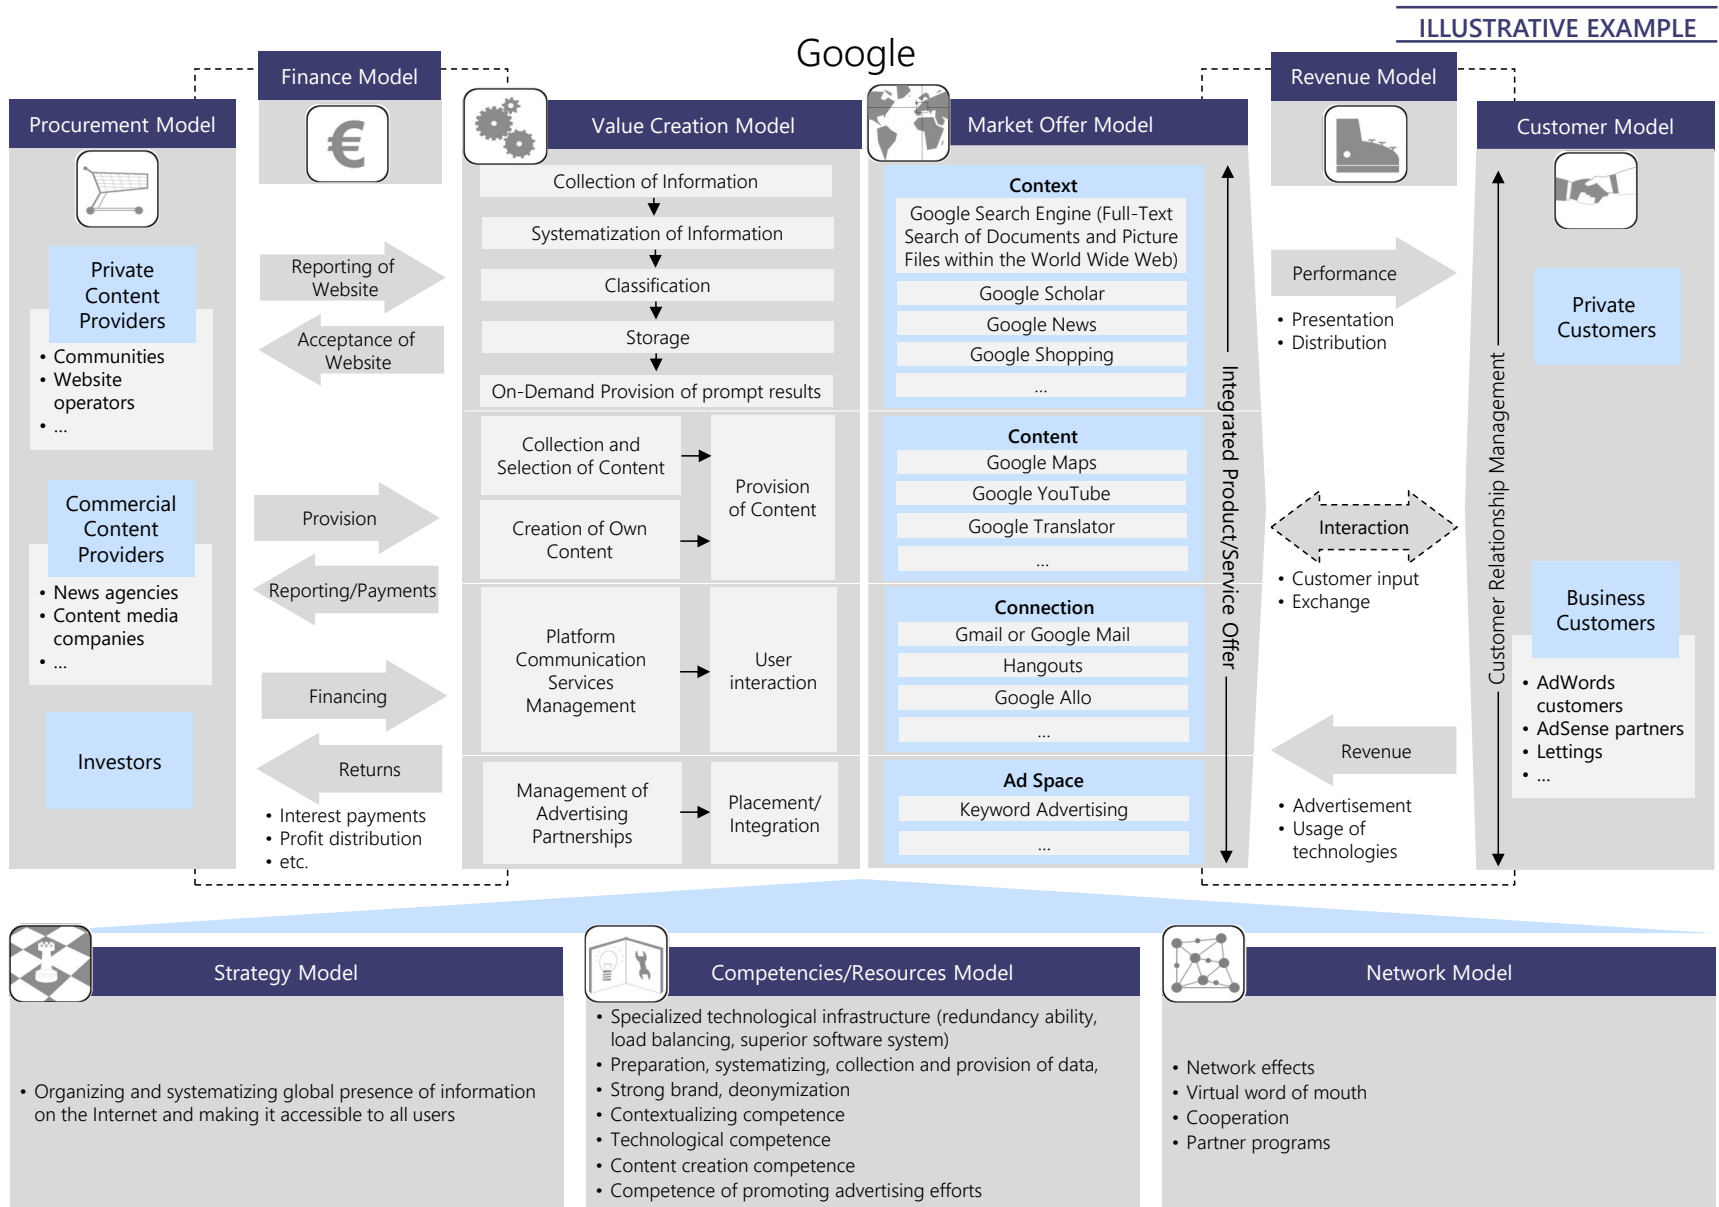 ILLUSTRATIVE EXAMPLE
Google
Procurement Model
Private
Content
Providers
• Communities
• Website
operators
• ...
Commercial
Content
Providers
• News agencies
• Content media
companies
• ...
Investors
Finance Model
€
Reporting of
Website
Acceptance of
Website
Provision
Reporting/Payments
Financing
Returns
• Interest payments
• Profit distribution
• etc.
Value Creation Model
Collection of Information
Systematization of Information
Classification
Storage
On-Demand Provision of prompt results
Collection and
Selection of Content
Creation of Own
Content
Provision
of Content
Platform
Communication
Services
Management
User
interaction
Management of
Advertising
Partnerships
Placement/
Integration
Market Offer Model
Context
Google Search Engine (Full-Text
Search of Documents and Picture
Files within the World Wide Web)
Google Scholar
Google News
Google Shopping
...
Content
Google Maps
Google YouTube
Google Translator
...
Connection
Gmail or Google Mail
Hangouts
Google Allo
...
Ad Space
Keyword Advertising
...
Integrated Product/Service Offer
Revenue Model
Performance
• Presentation
• Distribution
Interaction
• Customer input
• Exchange
Revenue
• Advertisement
• Usage of
technologies
Customer Model
Customer Relationship Management
Private
Customers
Business
Customers
• AdWords
customers
• AdSense partners
• Lettings
• ...
Strategy Model
• Organizing and systematizing global presence of information
on the Internet and making it accessible to all users
Competencies/Resources Model
• Specialized technological infrastructure (redundancy ability,
load balancing, superior software system)
• Preparation, systematizing, collection and provision of data,
• Strong brand, deonymization
• Contextualizing competence
• Technological competence
• Content creation competence
• Competence of promoting advertising efforts
Network Model
• Network effects
• Virtual word of mouth
• Cooperation
• Partner programs